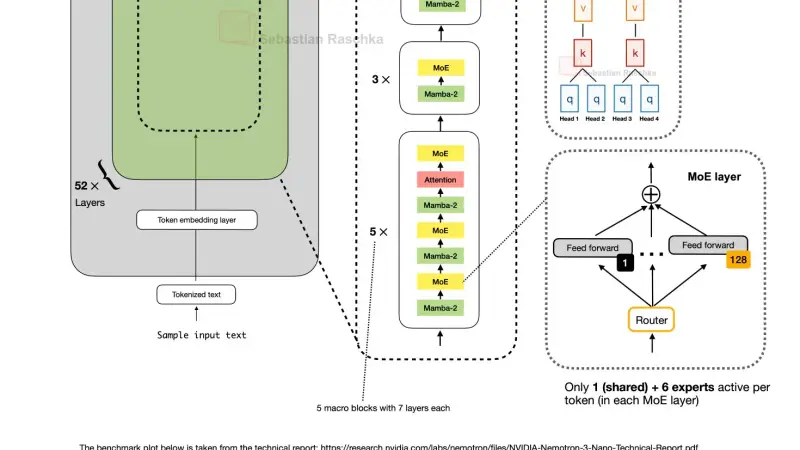 Mamba-2
Sebastian Raschka
3 ×
MoE
Mamba-2
v
v
k
k
Sebastian Raschka
q
q
q
q
Head 1
Head 2
Head 3
Head 4
52 ×
Layers
Token embedding layer
Tokenized text
Sample input text
5 ×
MoE
Attention
Mamba-2
MoE
Mamba-2
MoE
Mamba-2
5 macro blocks with 7 layers each
MoE layer
Feed forward
1
...
Feed forward
128
Router
Only 1 (shared) + 6 experts active per
token (in each MoE layer)
The benchmark plot below is taken from the technical report: https://research.nvidia.com/labs/nemotron/files/NVIDIA-Nemotron-3-Nano-Technical-Report.pdf